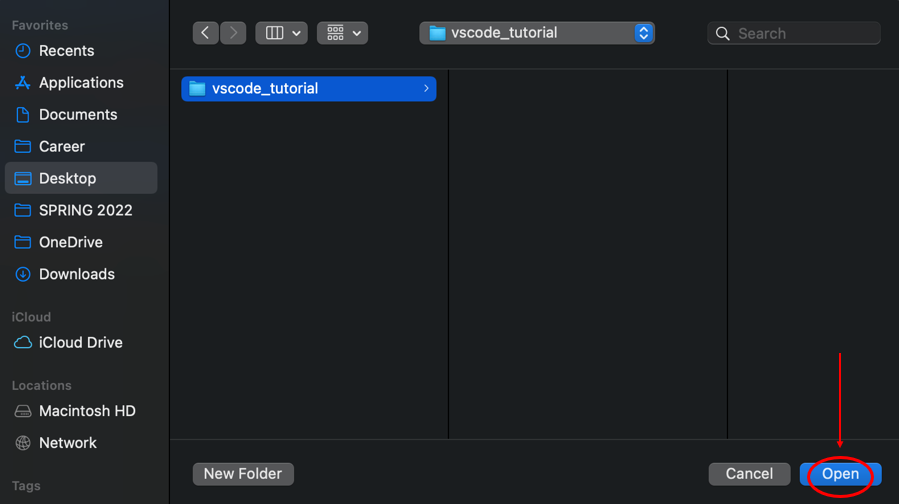 Favorites
Recents
Applications
Documents
Career
Desktop
SPRING 2022
OneDrive
Downloads
iCloud
iCloud Drive
Locations
Macintosh HD
Network
Tags
vscode_tutorial
Search
vscode_tutorial
New Folder
Cancel
Open